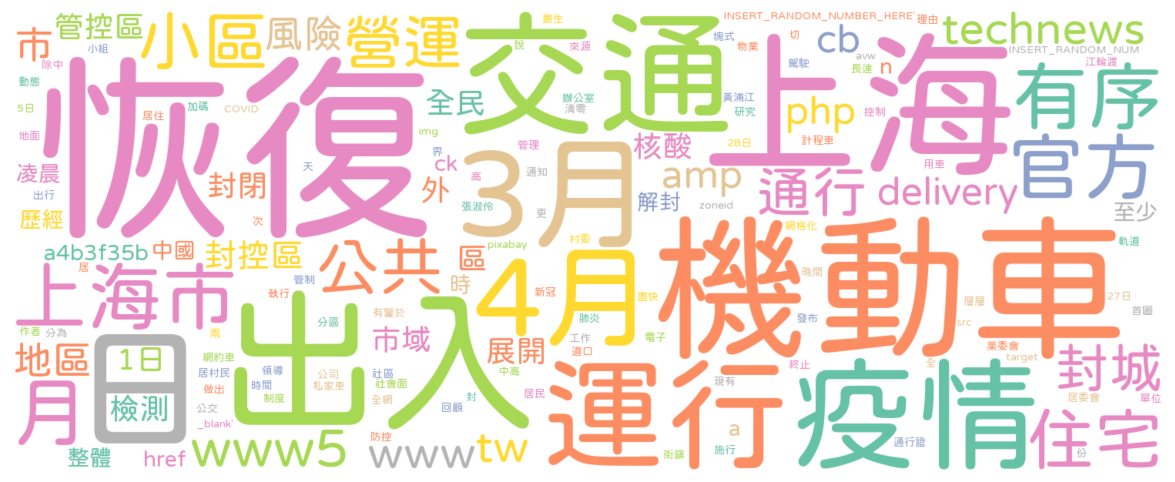 恢復
交通
上海
機動車
出入
疫情
運行
3月
4月
上海市
小區
營運
管控區
風險
市
小組
除中
動態
5日
加碼
COVID
居住
地面
凌晨
出行
歷經
封閉
次
天
全民
img
界
ck
外
高
張淑伶
管理
通知
更
書生
說
來源
辦公室
清零
核酸
解封
amp
zoneid
INSERT_RANDOM_NUMBER_HERE'
塊式
物業
切
理由
cb
駕駛
avw
長達
n
黃浦江
研究
php
控制
28日
計程車
用車
通行
delivery
technews
INSERT_RANDOM_NUM
江輪渡
有序
官方
至少
軌道
a4b3f35b
中國
封控區
公共
區
時
居
執行
管制
pixabay
村委
新冠
有鑿於
肺炎
盡快
網格化
晚間
層層
27日
首圖
src
發布
業委會
target
作者
分為
兩
分區
市域
工作
道口
電子
展開
中高
地區
月
日
1日
檢測
網約車
居村民
領導
時間
制度
做出
公交
_blank'
公司
私家車
社區
社會面
全網
回顧
封
居民
現有
終止
全
封城
單位
居委會
住宅
份
整體
href
www5
防控
www
tw
a
施行
街鎮
通行證